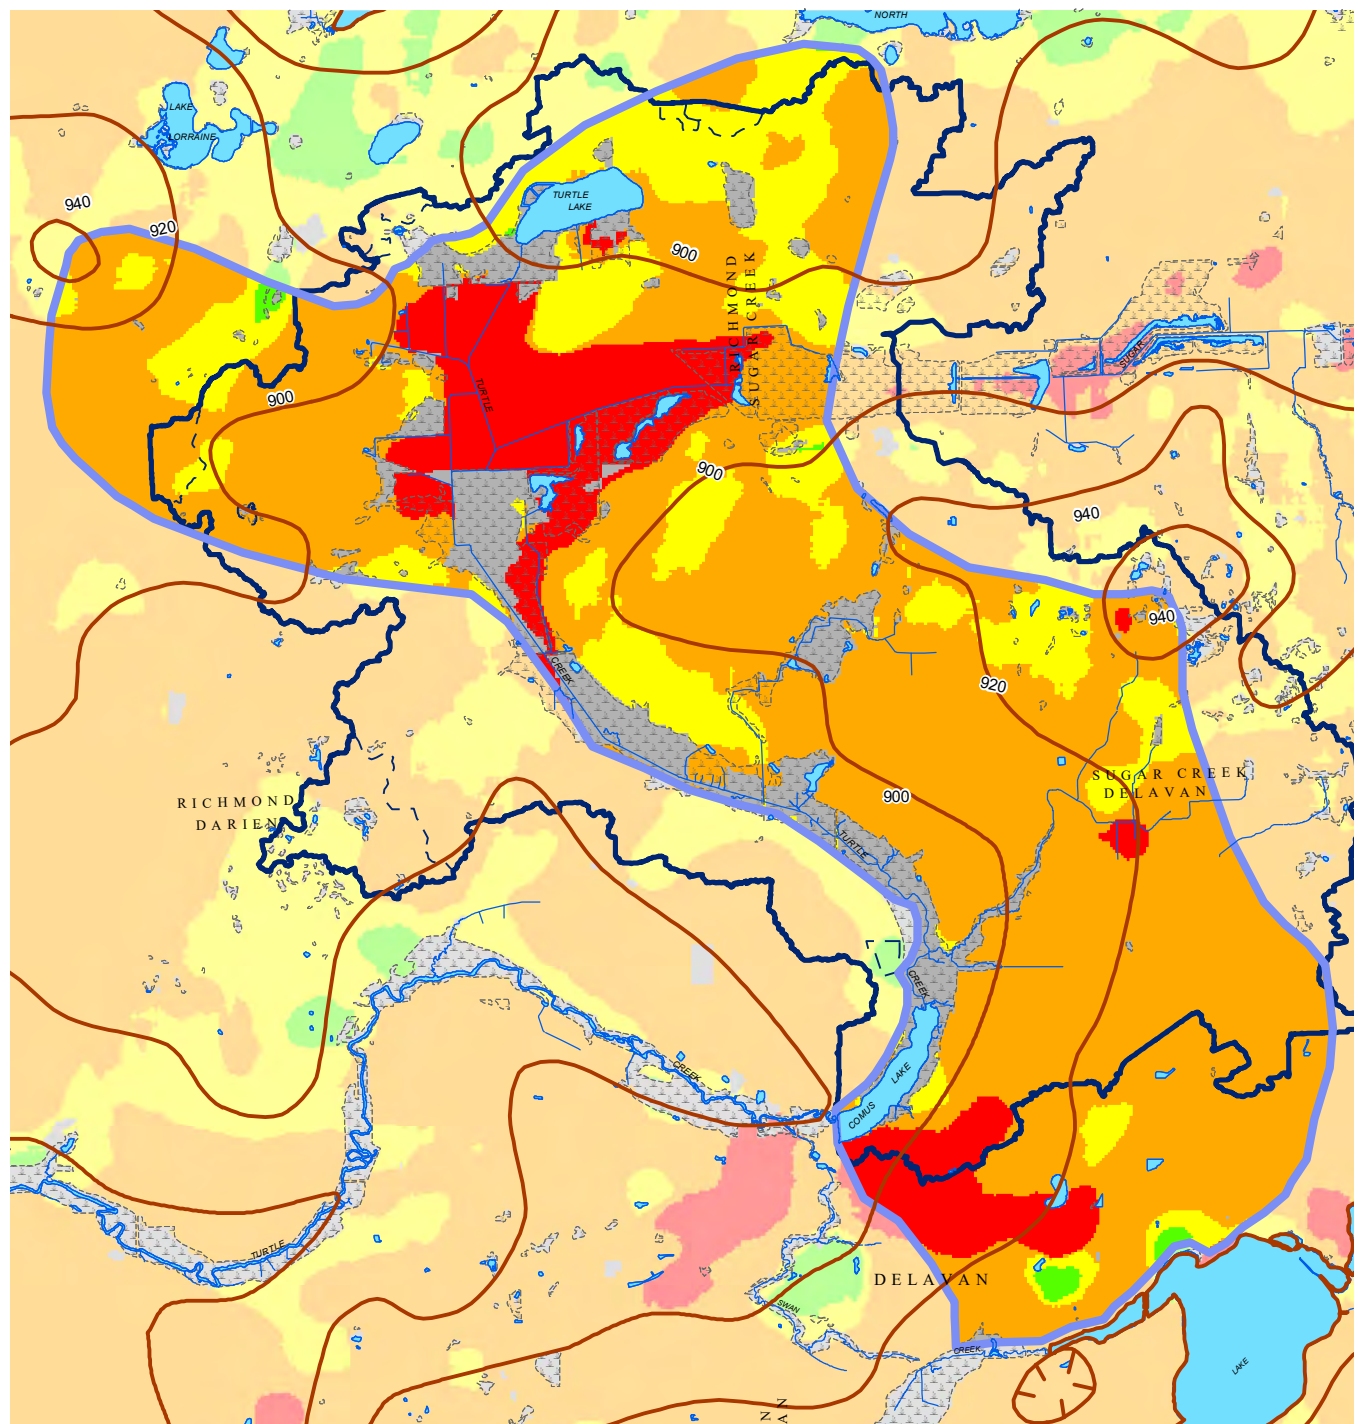 NORTH
LAKE
LORRAINE
TURTLE
LAKE
940
920
900
RICHMOND
SUGAR CREEK
SUGAR
TURTLE
900
900
940
940
CREEK
920
SUGAR CREEK
DELAVAN
900
RICHMOND
DARIEN
TURTLE
CREEK
CREEK
LAKE
COMUS
TURTLE
DELAVAN
SWAN
CREEK
LAKE